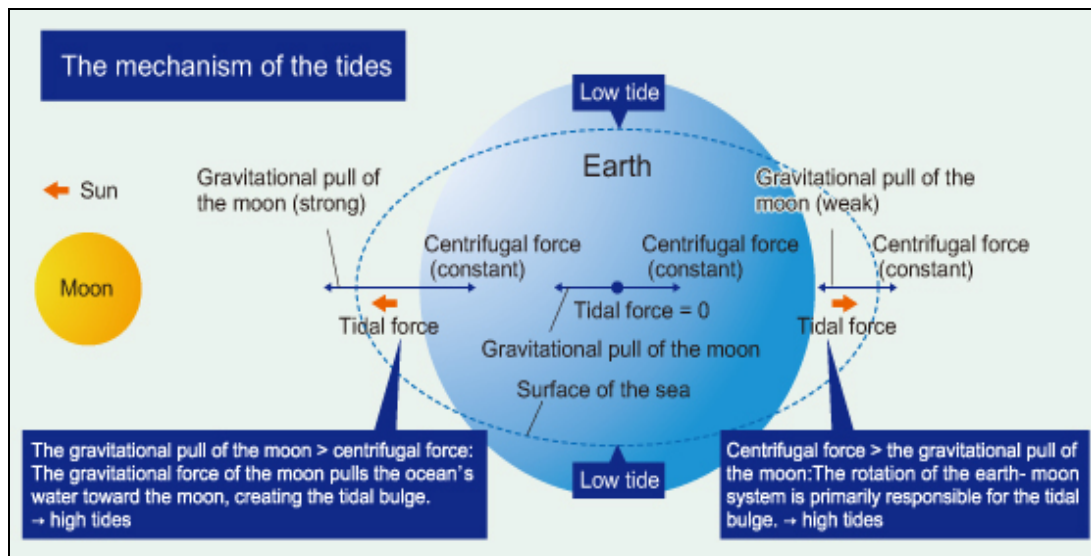 The mechanism of the tides
Low tide
Earth
Sun
Gravitational pull of
the moon (strong)
Gravitational pull of the
moon (weak)
Centrifugal force
(constant)
Centrifugal force
(constant)
Centrifugal force
(constant)
Moon
Tidal force
Tidal force = 0
Tidal force
Gravitational pull of the moon
Surface of the sea
The gravitational pull of the moon > centrifugal force:
The gravitational force of the moon pulls the ocean's
water toward the moon, creating the tidal bulge.
→ high tides
Low tide
Centrifugal force > the gravitational pull of
the moon:The rotation of the earth- moon
system is primarily responsible for the tidal
bulge. → high tides